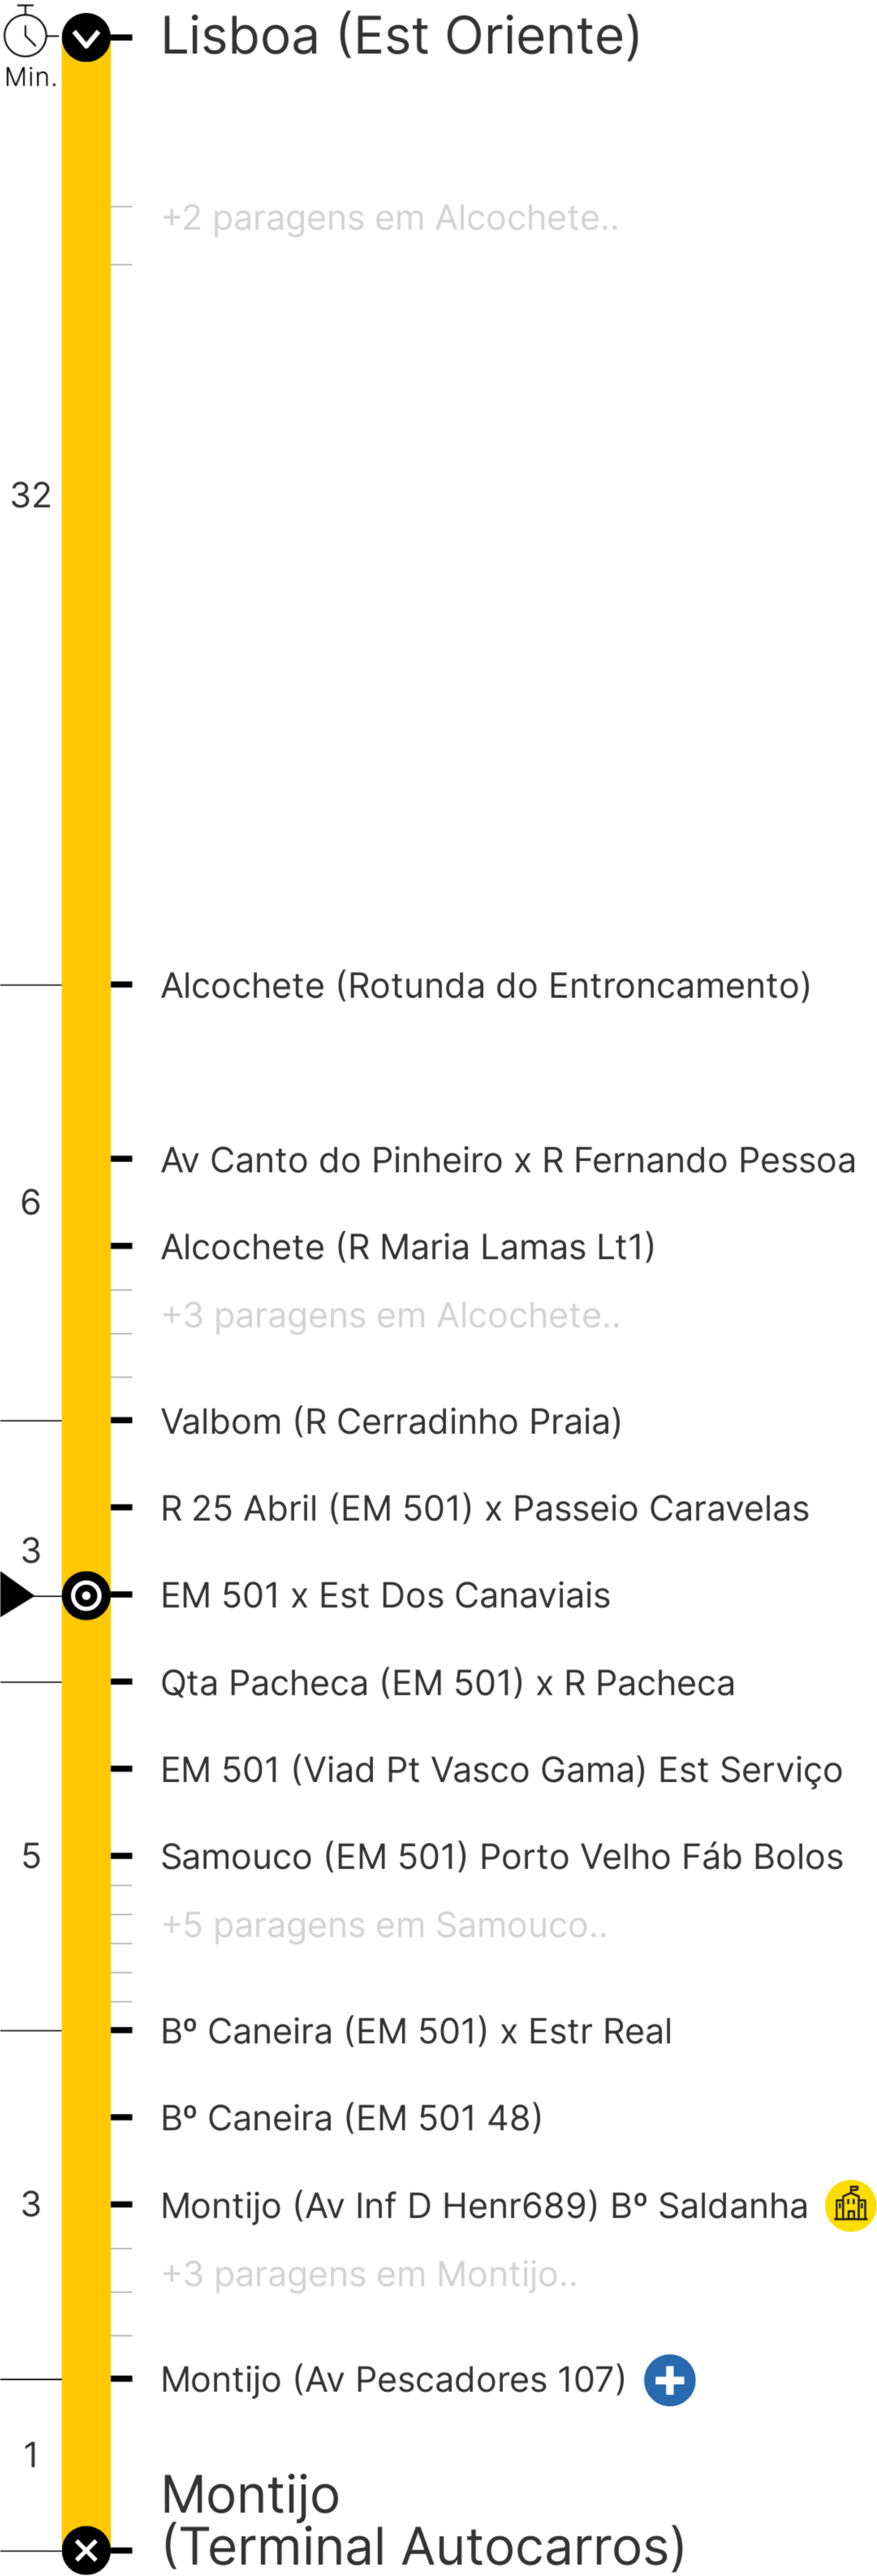 Lisboa (Est Oriente)
Min.
+2 paragens em Alcochete..
32
Alcochete (Rotunda do Entroncamento)
Av Canto do Pinheiro x R Fernando Pessoa
6
Alcochete (R Maria Lamas Lt1)
+3 paragens em Alcochete..
Valbom (R Cerradinho Praia)
R 25 Abril (EM 501) x Passeio Caravelas
3
EM 501 x Est Dos Canaviais
Qta Pacheca (EM 501) x R Pacheca
EM 501 (Viad Pt Vasco Gama) Est Serviço
5
Samouco (EM 501) Porto Velho Fáb Bolos
+5 paragens em Samouco..
Bº Caneira (EM 501) x Estr Real
Bº Caneira (EM 501 48)
3
Montijo (Av Inf D Henr689) Bº Saldanha
+3 paragens em Montijo..
Montijo (Av Pescadores 107)
1
Montijo
(Terminal Autocarros)